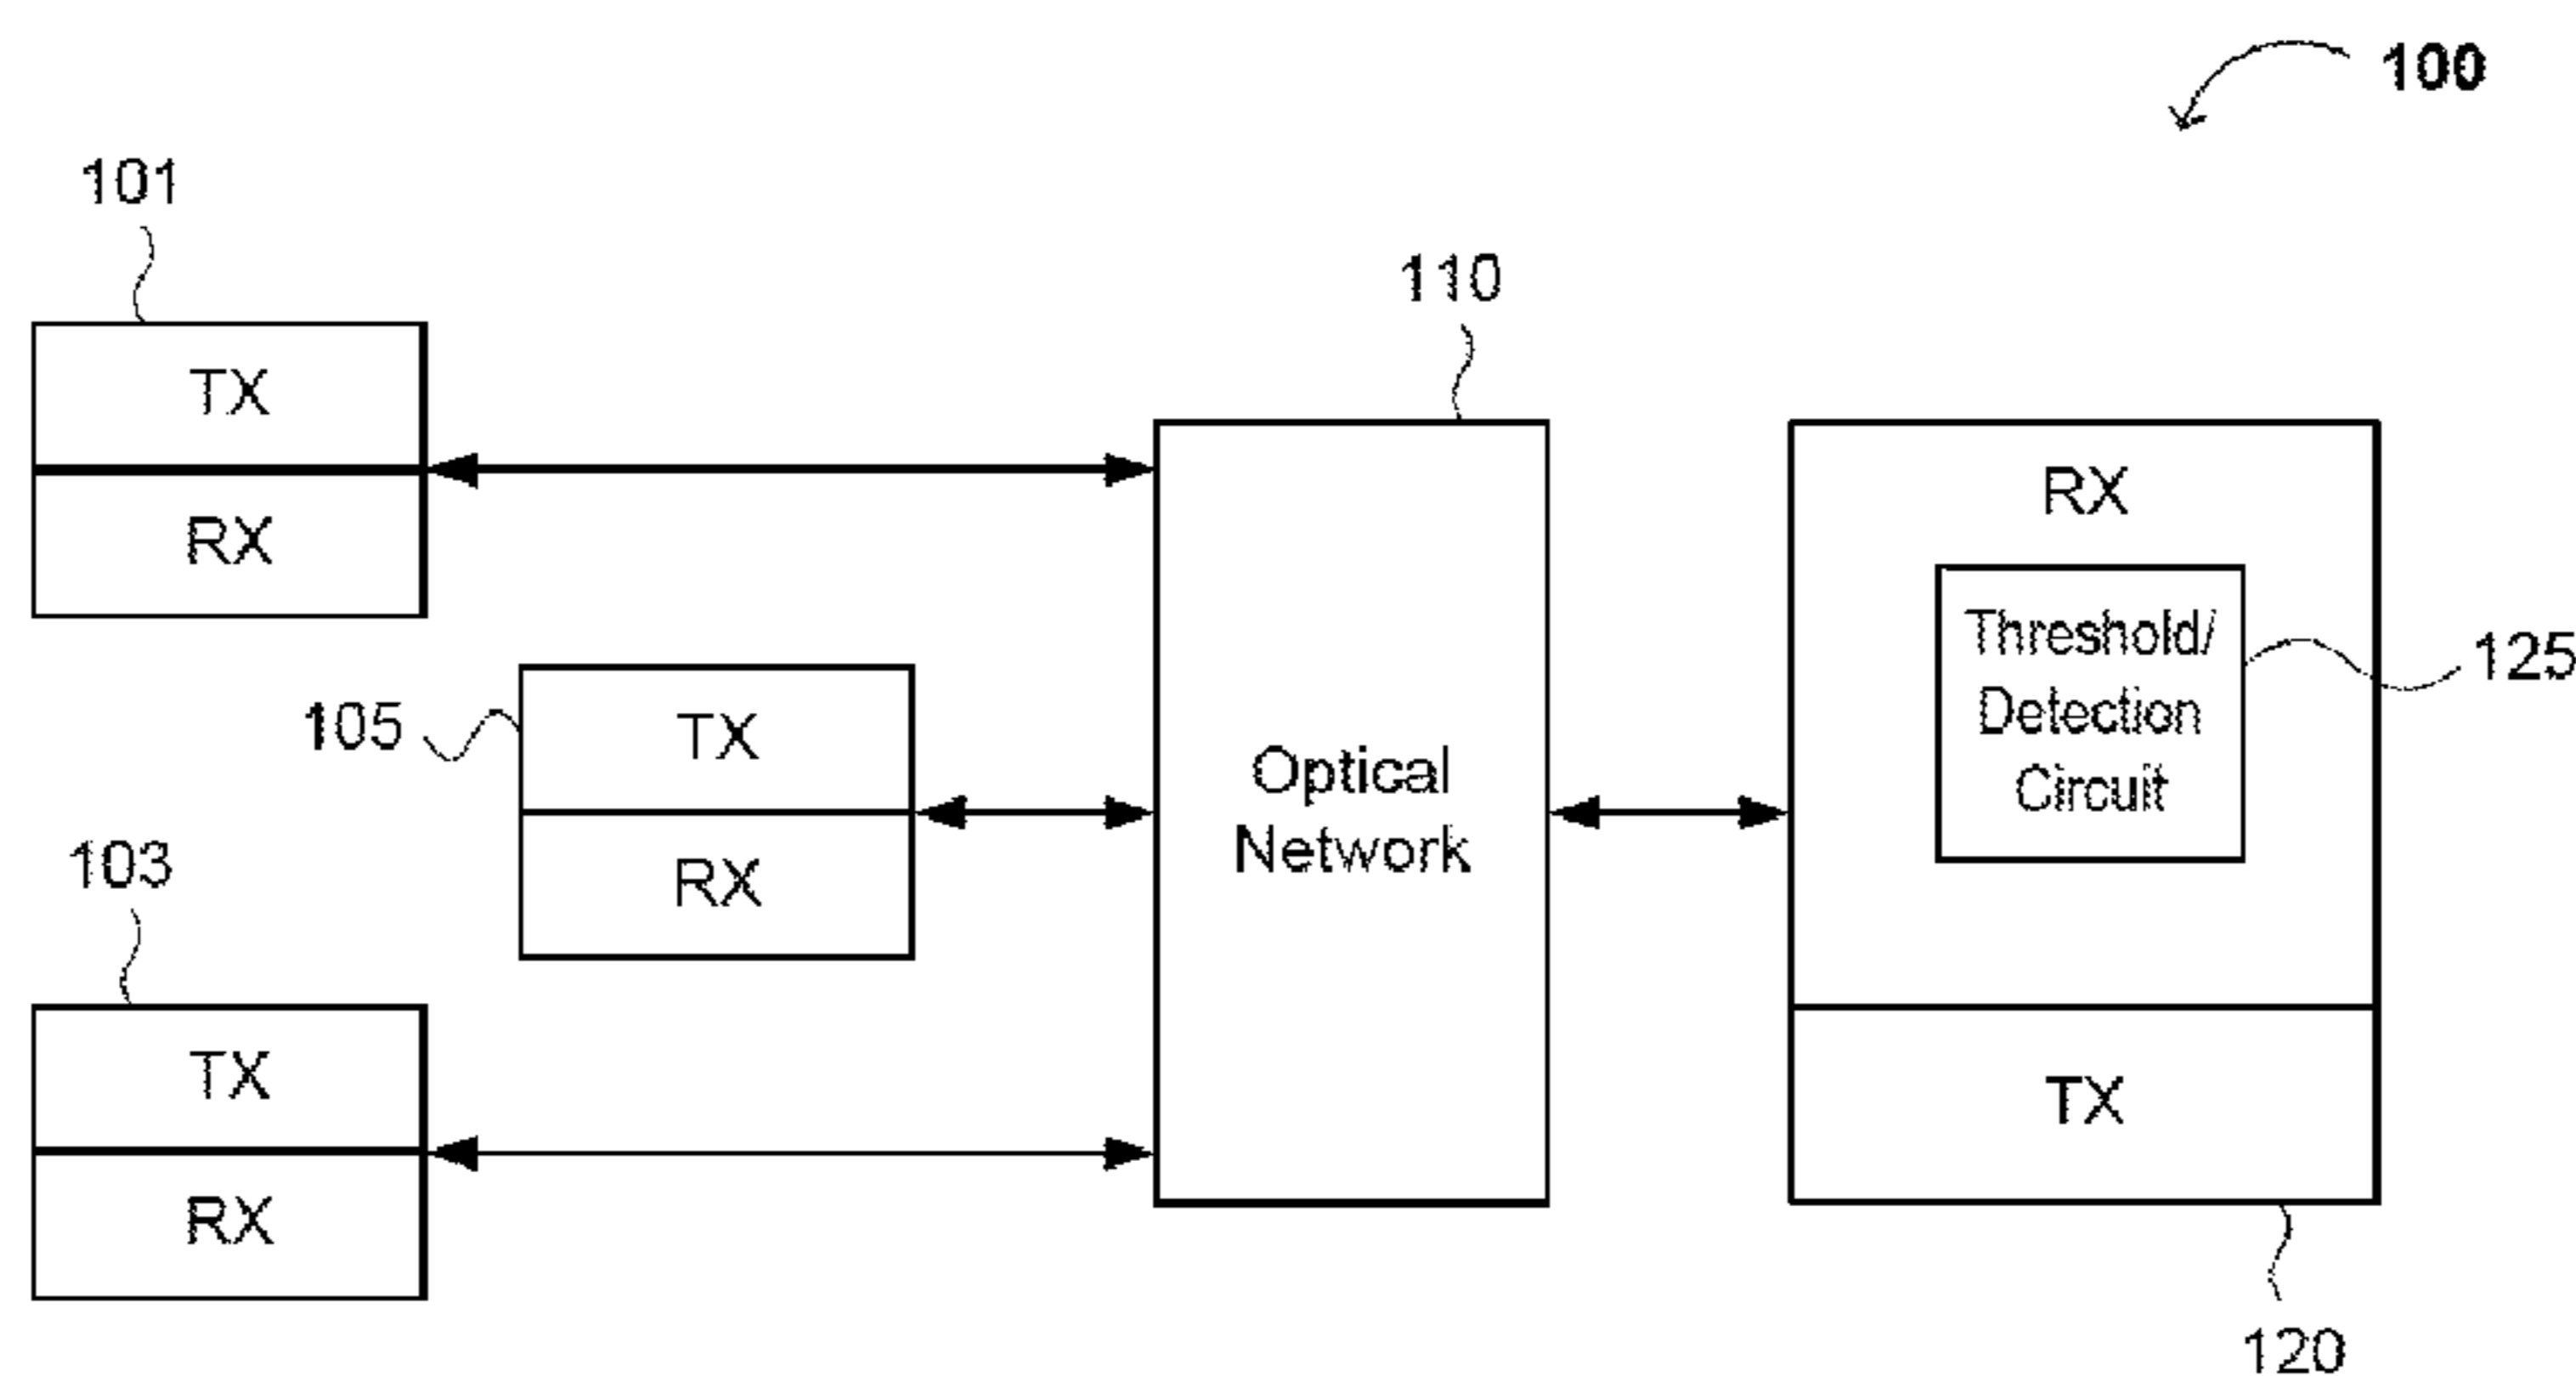 100
101
TX
RX
105
TX
RX
103
TX
RX
110
Optical
Network
RX
Threshold/
Detection
Circuit
125
TX
120